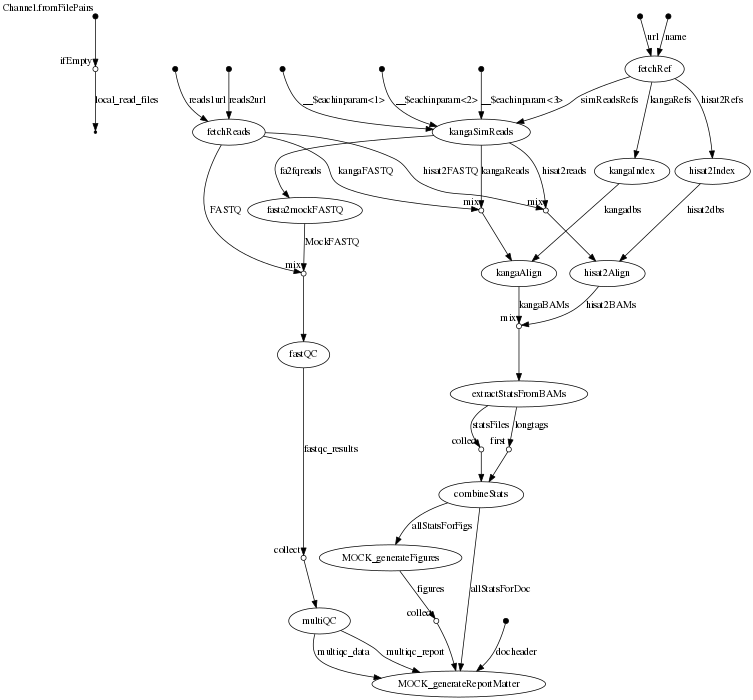 Channel.fromFilePairs
url
name
ifEmpty
fetchRef
local_read_files
reads1url
reads2url
__$eachinparam<1>
__$eachinparam<2>
__$eachinparam<3>
simReadsRefs
kangaRefs
hisat2Refs
fetchReads
kangaSimReads
fa2fqreads
kangaFASTQ
hisat2FASTQ
kangaReads
hisat2reads
kangaIndex
hisat2Index
FASTQ
fasta2mockFASTQ
mix
mix
kangadbs
hisat2dbs
MockFASTQ
mix
kangaAlign
hisat2Align
kangaBAMs
hisat2BAMs
mix
fastQC
extractStatsFromBAMs
statsFiles
longtags
collect
first
fastqc_results
combineStats
allStatsForFigs
collect
MOCK_generateFigures
figures
allStatsForDoc
collect
multiQC
multiqc_data
multiqc_report
docheader
MOCK_generateReportMatter